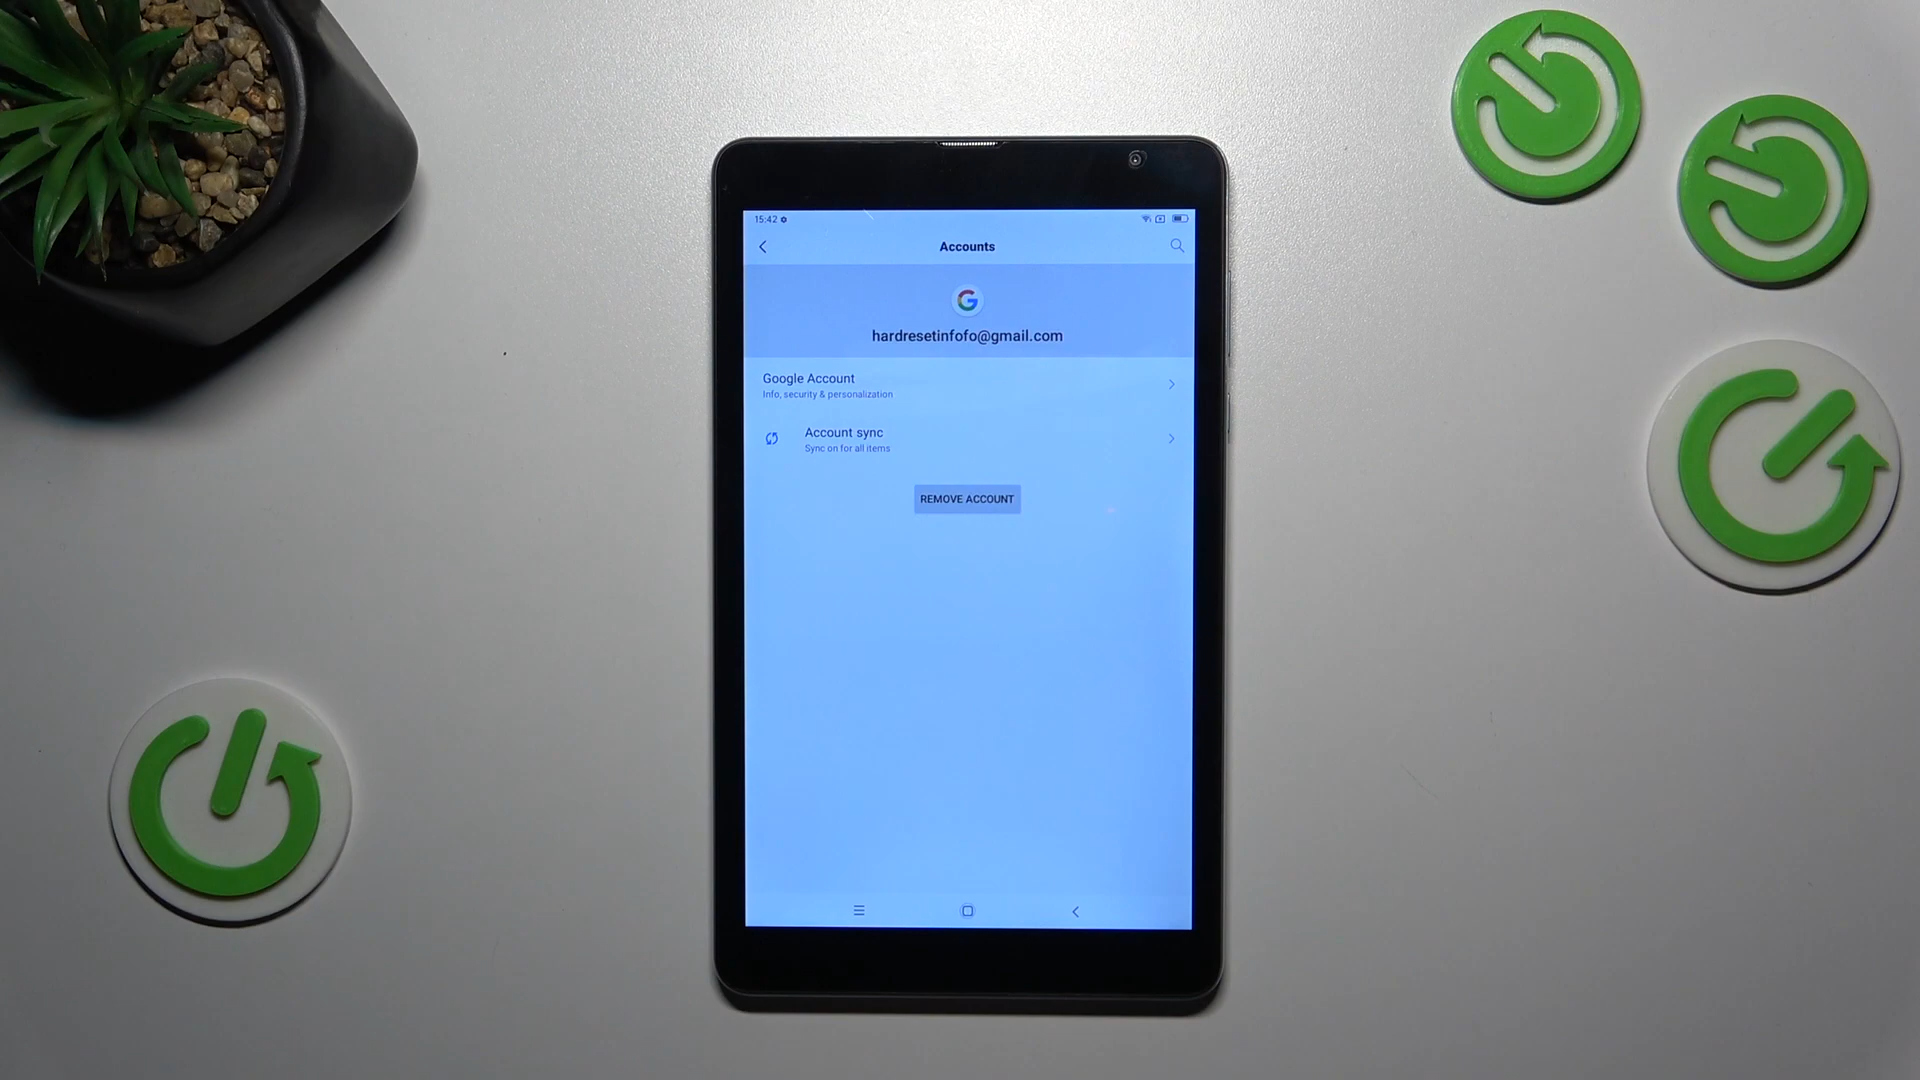 15:42
Accounts
hardresetinfofo@gmail.com
Google Account
Info, security & personalization
Account sync
Sync on for all items
REMOVE ACCOUNT